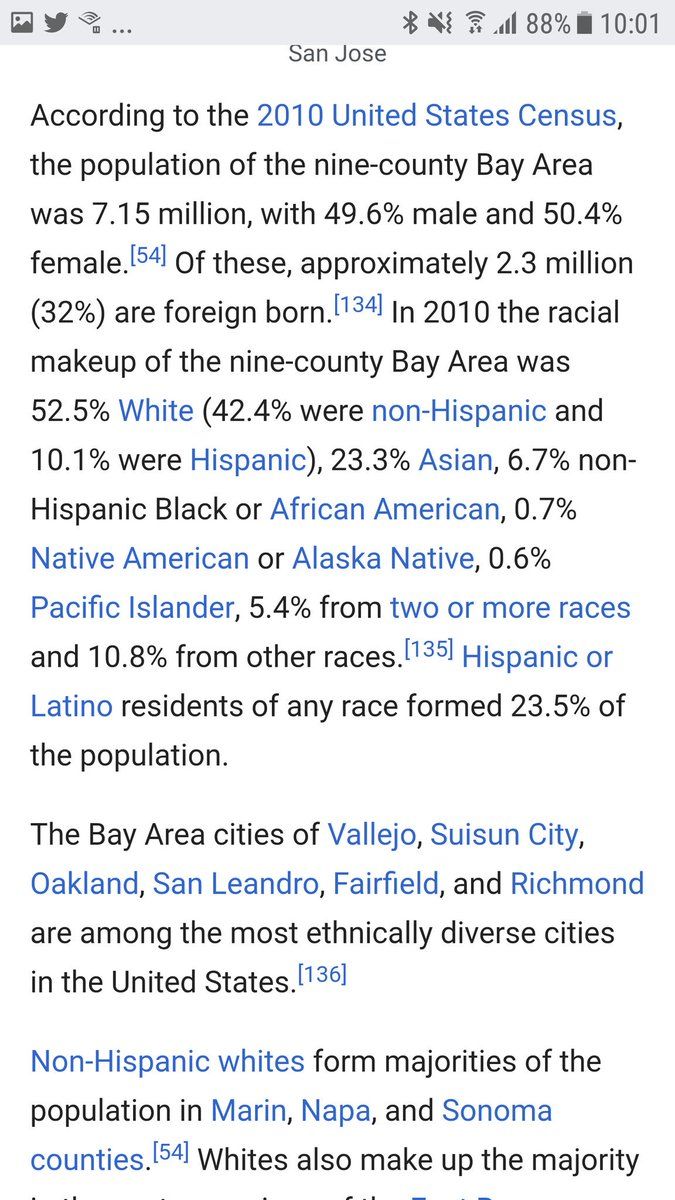 ... 88% 10:01
San Jose
According to the 2010 United States Census,
the population of the nine-county Bay Area
was 7.15 million, with 49.6% male and 50.4%
female.[54] Of these, approximately 2.3 million
(32%) are foreign born.[134] In 2010 the racial
makeup of the nine-county Bay Area was
52.5% White (42.4% were non-Hispanic and
10.1% were Hispanic), 23.3% Asian, 6.7% non-
Hispanic Black or African American, 0.7%
Native American or Alaska Native, 0.6%
Pacific Islander, 5.4% from two or more races
and 10.8% from other races.[135] Hispanic or
Latino residents of any race formed 23.5% of
the population.
The Bay Area cities of Vallejo, Suisun City,
Oakland, San Leandro, Fairfield, and Richmond
are among the most ethnically diverse cities
in the United States.[136]
Non-Hispanic whites form majorities of the
population in Marin, Napa, and Sonoma
counties.[54] Whites also make up the majority